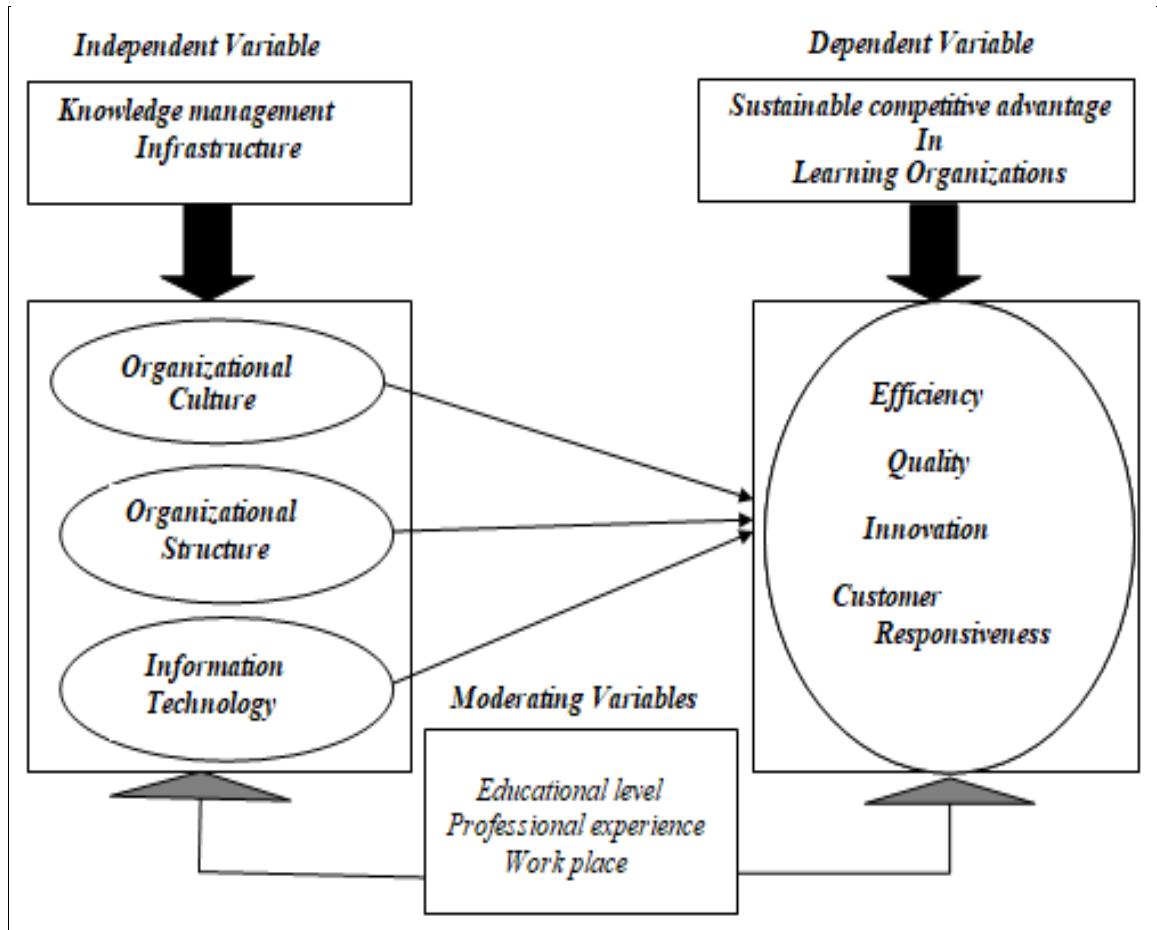 Independent Variable
Knowledge management
Infrastructure
Organizational
Culture
Organizational
Structure
Information
Technology
Dependent Variable
Sustainable competitive advantage
In
Learning Organizations
Efficiency
Quality
Innovation
Customer
Responsiveness
Moderating Variables
Educational level
Professional experience
Work place